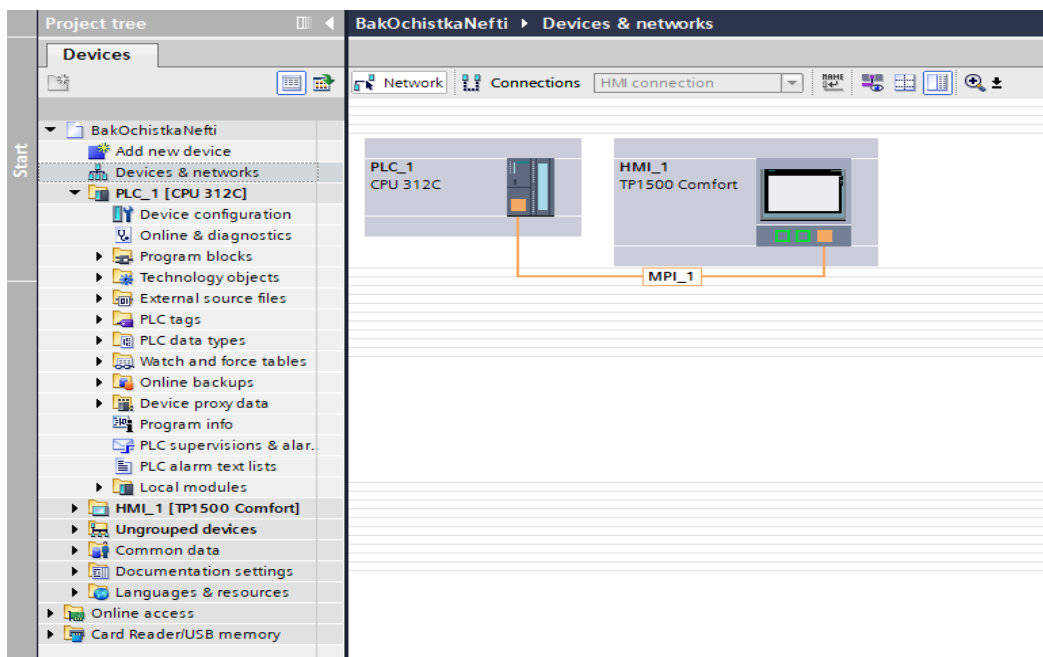 Project tree
BakOchistkaNefti ▸ Devices & networks
Devices
Network
Connections
HMI connection
Start
BakOchistkaNefti
Add new device
Devices & networks
PLC_1 [CPU 312C]
Device configuration
Online & diagnostics
Program blocks
Technology objects
External source files
PLC tags
PLC data types
Watch and force tables
Online backups
Device proxy data
Program info
PLC supervisions & alar..
PLC alarm text lists
Local modules
HMI_1 [TP1500 Comfort]
Ungrouped devices
Common data
Documentation settings
Languages & resources
Online access
Card Reader/USB memory
PLC_1
CPU 312C
HMI_1
TP1500 Comfort
MPI_1